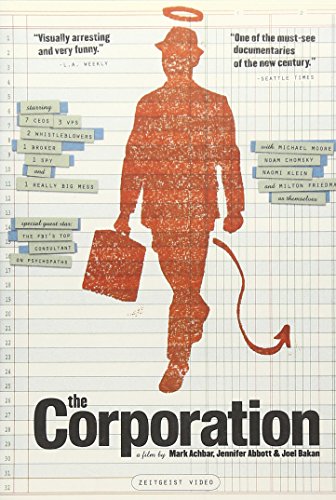 "Visually arresting
and very funny."
-L.A. WEEKLY
"One of the must-see
documentaries
of the new century."
-SEATTLE TIMES
starring
7 CEOS 3 VPS
2 WHISTLEBLOWERS
1 BROKER
1 SPY
and
1 REALLY BIG MESS
with MICHAEL MOORE
NOAM CHOMSKY
NAOMI KLEIN
and MILTON FRIEDMA
as themselves
special guest star:
THE FBI'S TOP
CONSULTANT
ON PSYCHOPATHS
the
Corporation
a film by Mark Achbar, Jennifer Abbott & Joel Bakan
ZEITGEIST VIDEO